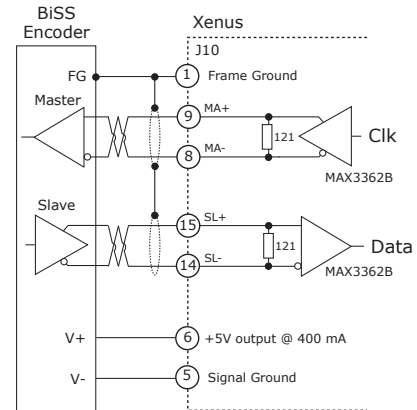 BiSS
Encoder
Xenus
J10
FG
1
Frame Ground
Master
9
MA+
121
Clk
8
MA-
MAX3362B
Slave
15
SL+
121
Data
14
SL-
MAX3362B
V+
6
+5V output @ 400 mA
V-
5
Signal Ground